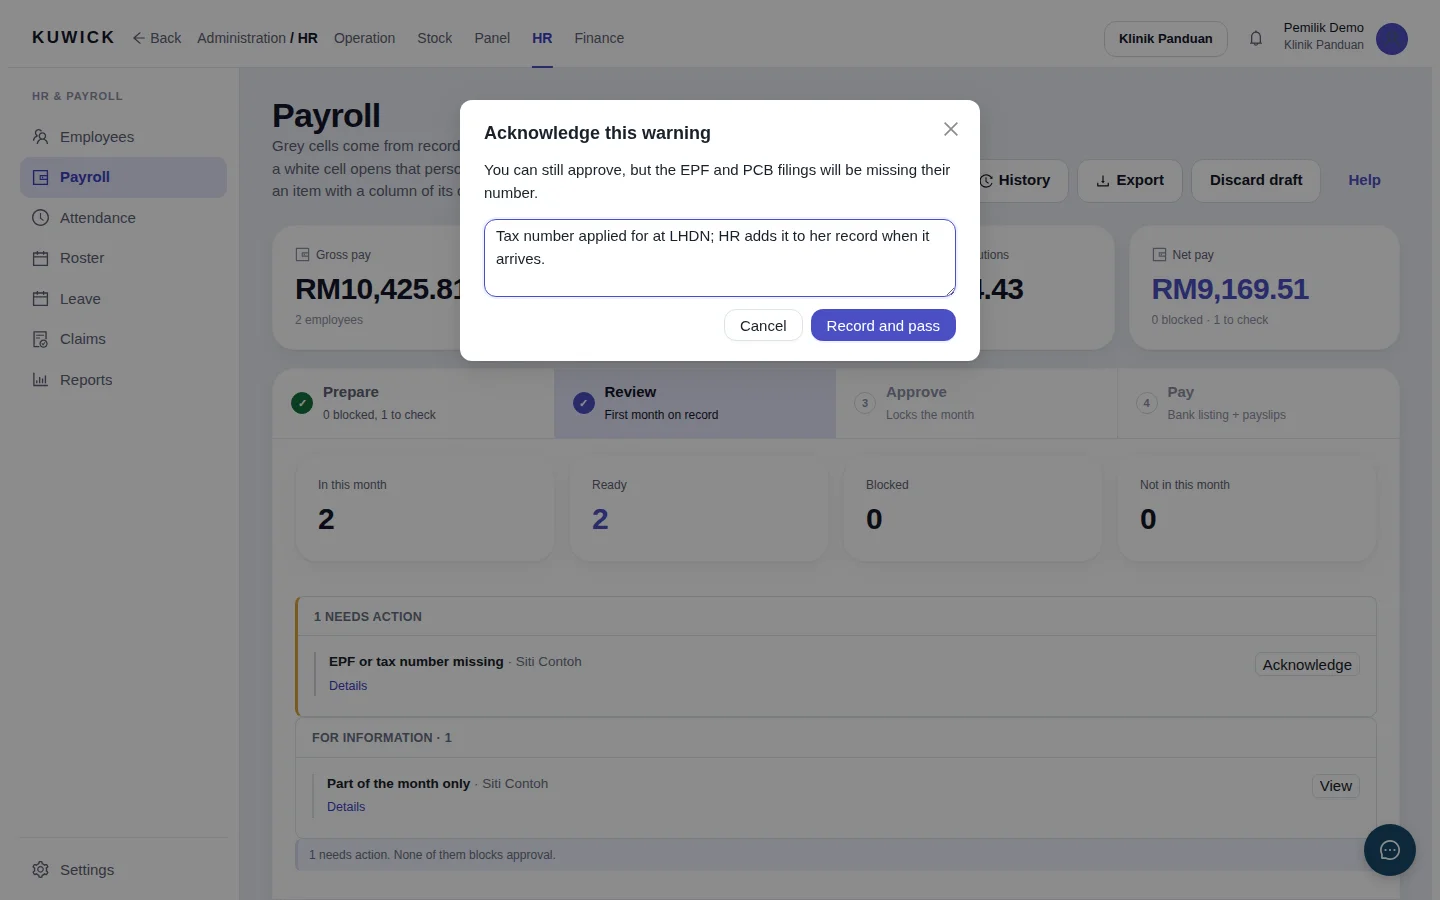 KUWICK
Back
Administration / HR
Operation
Stock
Panel
HR
Finance
Klinik Panduan
Pemilik Demo
Klinik Panduan
HR & PAYROLL
Employees
Payroll
Attendance
Roster
Leave
Claims
Reports
Settings
Payroll
Grey cells come from record
a white cell opens that perso
an item with a column of its
History
Export
Discard draft
Help
Acknowledge this warning
You can still approve, but the EPF and PCB filings will be missing their
number.
Tax number applied for at LHDN; HR adds it to her record when it
arrives.
Cancel
Record and pass
Gross pay
RM10,425.81
2 employees
utions
.43
Net pay
RM9,169.51
0 blocked · 1 to check
✓
Prepare
0 blocked, 1 to check
✓
Review
First month on record
3
Approve
Locks the month
4
Pay
Bank listing + payslips
In this month
2
Ready
2
Blocked
0
Not in this month
0
1 NEEDS ACTION
EPF or tax number missing · Siti Contoh
Details
Acknowledge
FOR INFORMATION · 1
Part of the month only · Siti Contoh
Details
View
1 needs action. None of them blocks approval.